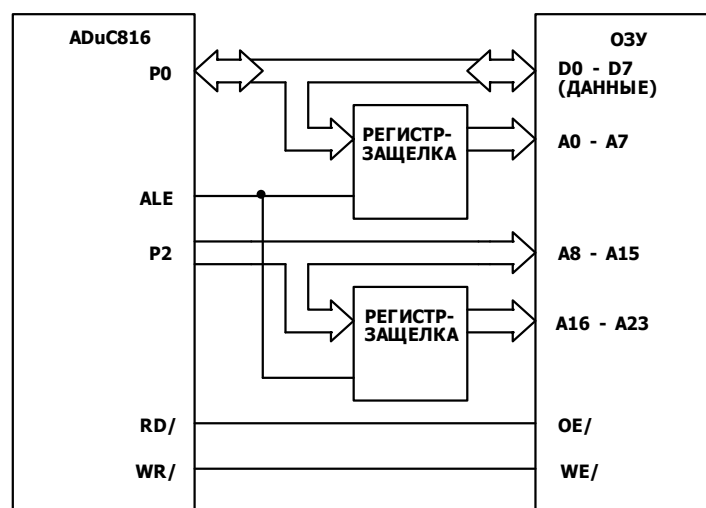 ADuC816
ОЗУ
P0
D0 - D7
(ДАННЫЕ)
РЕГИСТР-
ЗАЩЕЛКА
A0 - A7
ALE
P2
A8 - A15
РЕГИСТР-
ЗАЩЕЛКА
A16 - A23
RD/
OE/
WR/
WE/